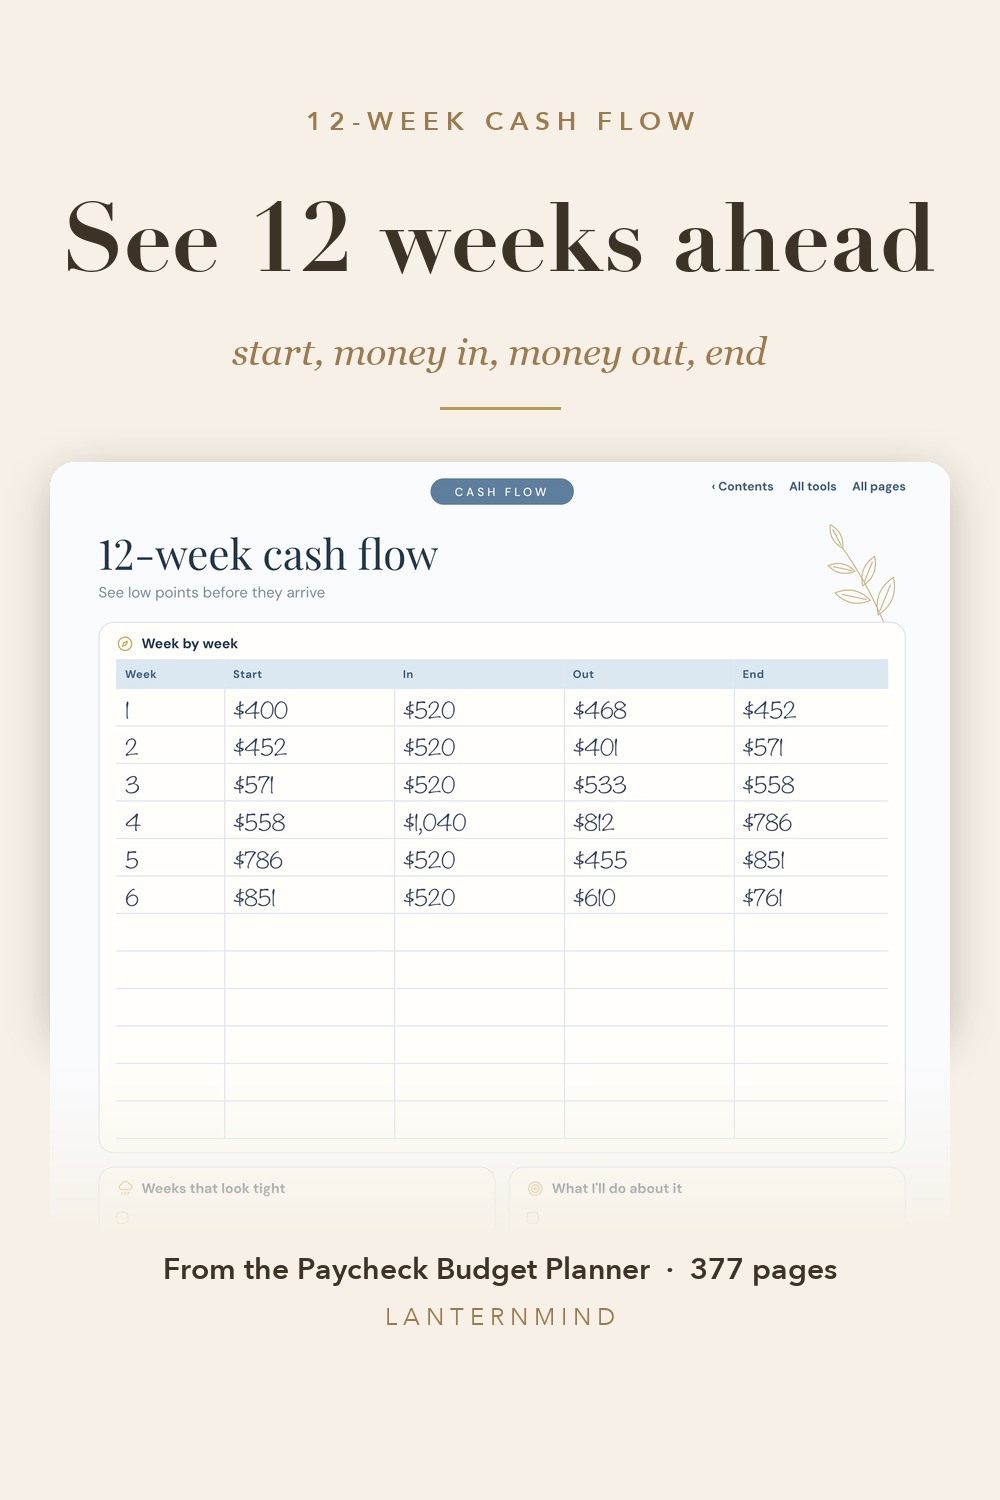 12-WEEK CASH FLOW
See 12 weeks ahead
start, money in, money out, end
CASH FLOW
‹ Contents All tools All pages
12-week cash flow
See low points before they arrive
Week by week
Week Start In Out End
1 $400 $520 $468 $452
2 $452 $520 $401 $571
3 $571 $520 $533 $558
4 $558 $1,040 $812 $786
5 $786 $520 $455 $851
6 $851 $520 $610 $761
Weeks that look tight What I'll do about it
From the Paycheck Budget Planner · 377 pages
LANTERNMIND